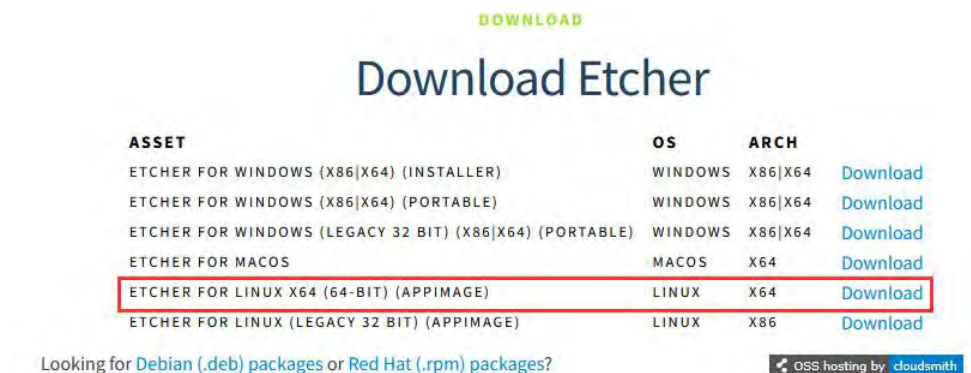 DOWNLOAD
Download Etcher
ASSET OS ARCH
ETCHER FOR WINDOWS (X86|X64) (INSTALLER) WINDOWS X86|X64 Download
ETCHER FOR WINDOWS (X86|X64) (PORTABLE) WINDOWS X86|X64 Download
ETCHER FOR WINDOWS (LEGACY 32 BIT) (X86|X64) (PORTABLE) WINDOWS X86|X64 Download
ETCHER FOR MACOS MACOS X64 Download
ETCHER FOR LINUX X64 (64-BIT) (APPIMAGE) LINUX X64 Download
ETCHER FOR LINUX (LEGACY 32 BIT) (APPIMAGE) LINUX X86 Download
Looking for Debian (.deb) packages or Red Hat (.rpm) packages? OSS hosting by cloudsmith